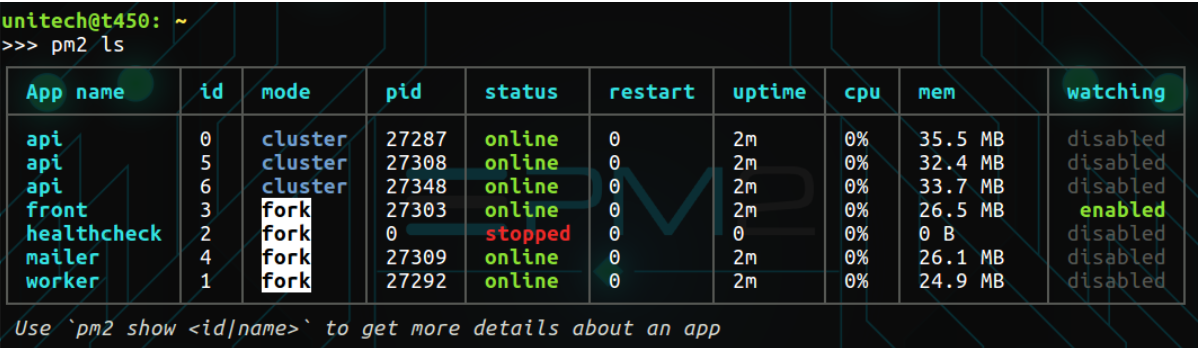 unitech@t450: ~
>>> pm2 ls
App name id mode pid status restart uptime cpu mem watching
api 0 cluster 27287 online 0 2m 0% 35.5 MB disabled
api 5 cluster 27308 online 0 2m 0% 32.4 MB disabled
api 6 cluster 27348 online 0 2m 0% 33.7 MB disabled
front 3 fork 27303 online 0 2m 0% 26.5 MB enabled
healthcheck 2 fork 0 stopped 0 0 0% 0 B disabled
mailer 4 fork 27309 online 0 2m 0% 26.1 MB disabled
worker 1 fork 27292 online 0 2m 0% 24.9 MB disabled
Use `pm2 show <id|name>` to get more details about an app
PM2